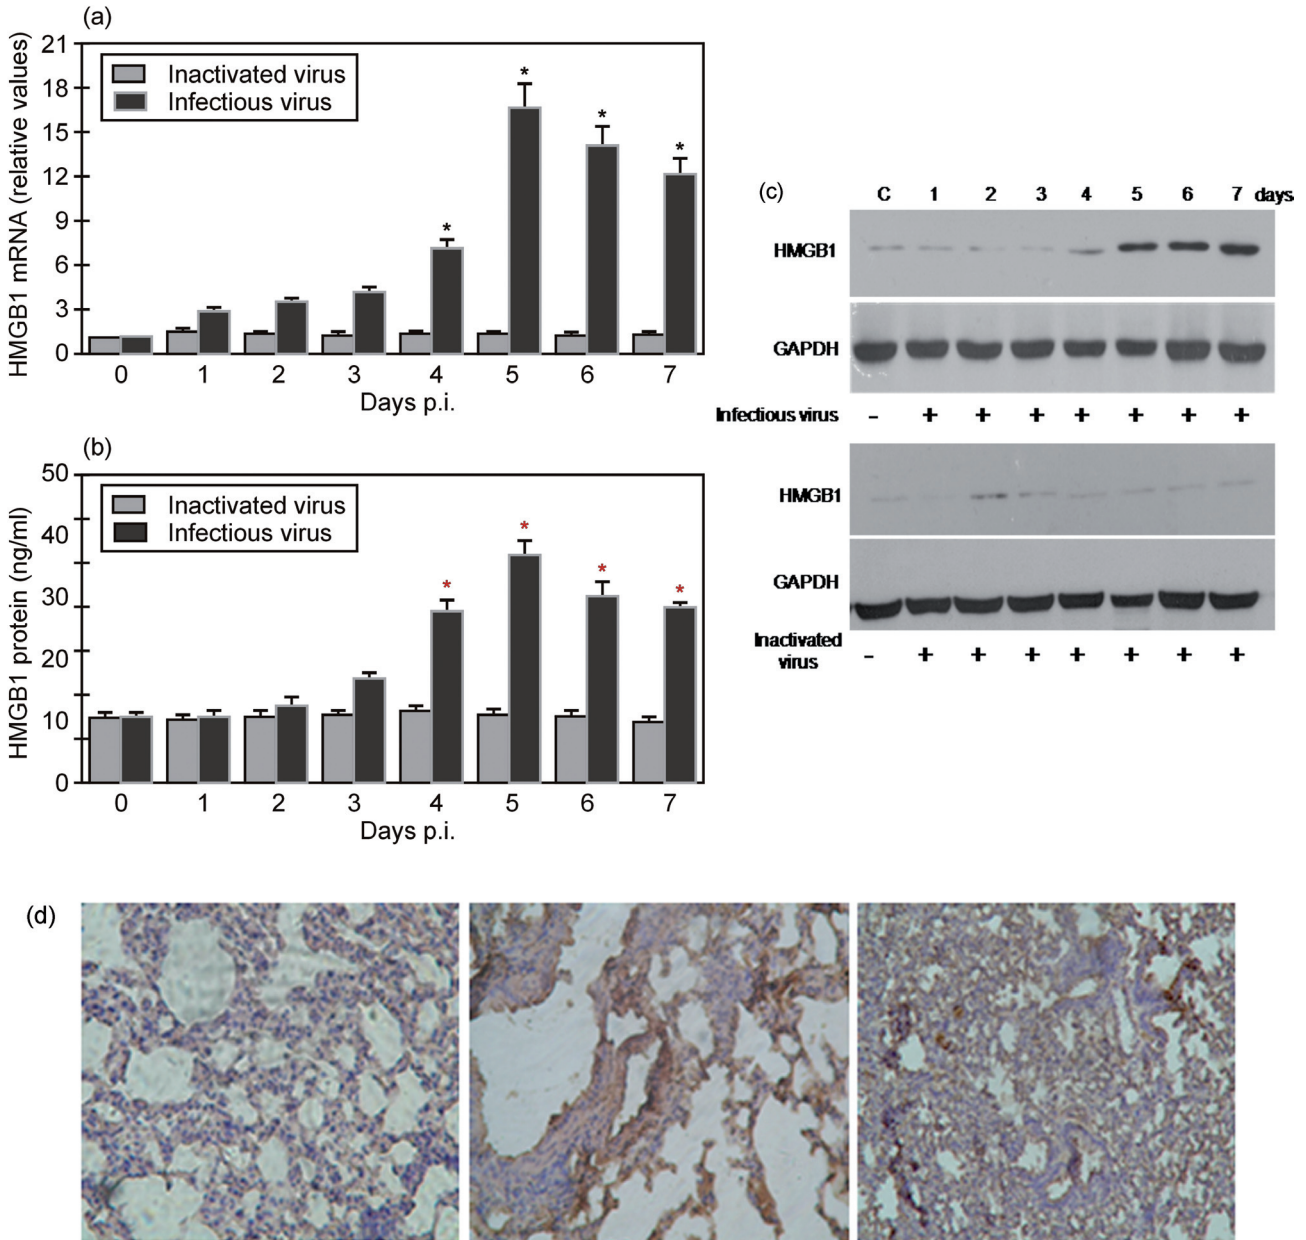 (a)
HMGB1 mRNA (relative values)
21
18
15
12
9
6
3
0
Inactivated virus
Infectious virus
* * * *
0 1 2 3 4 5 6 7
Days p.i.
(b)
HMGB1 protein (ng/ml)
50
40
30
20
10
0
Inactivated virus
Infectious virus
* * * *
0 1 2 3 4 5 6 7
Days p.i.
(c)
C 1 2 3 4 5 6 7 days
HMGB1
GAPDH
Infectious virus - + + + + + + +
HMGB1
GAPDH
Inactivated
virus - + + + + + + +
(d)